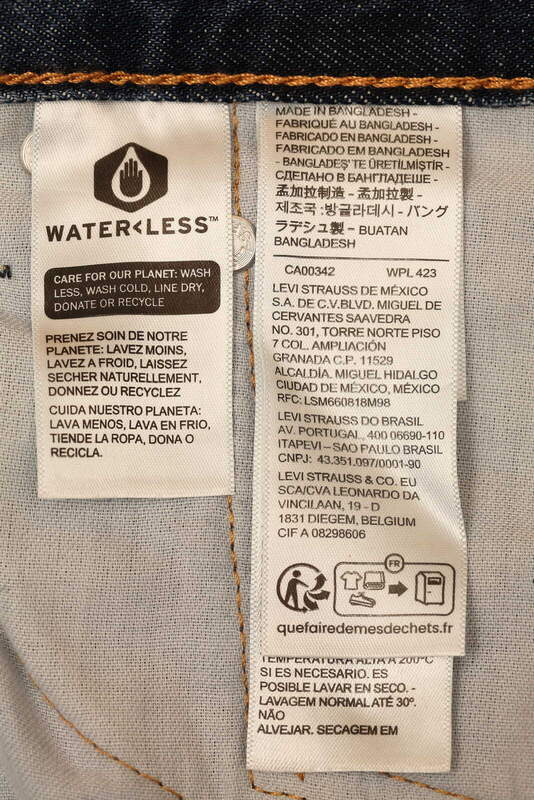 WATER<LESS™
CARE FOR OUR PLANET: WASH
LESS, WASH COLD, LINE DRY,
DONATE OR RECYCLE
PRENEZ SOIN DE NOTRE
PLANETE: LAVEZ MOINS,
LAVEZ A FROID, LAISSEZ
SECHER NATURELLEMENT,
DONNEZ OU RECYCLEZ
CUIDA NUESTRO PLANETA:
LAVA MENOS, LAVA EN FRIO,
TIENDE LA ROPA, DONA O
RECICLA.
MADE IN BANGLADESH -
FABRIQUÉ AU BANGLADESH -
FABRICADO EN BANGLADESH -
FABRICADO EM BANGLADESH
- BANGLADEŞ'TE ÜRETİLMİŞTİR -
СДЕЛАНО В БАНГЛАДЕШЕ -
孟加拉制造 - 孟加拉製 -
제조국 :방글라데시 - バング
ラデシュ製 - BUATAN
BANGLADESH
CA00342 WPL 423
LEVI STRAUSS DE MÉXICO
S.A. DE C.V.BLVD. MIGUEL DE
CERVANTES SAAVEDRA
NO. 301, TORRE NORTE PISO
7 COL. AMPLIACIÓN
GRANADA C.P. 11529
ALCALDÍA. MIGUEL HIDALGO
CIUDAD DE MÉXICO, MÉXICO
RFC: LSM660818M98
LEVI STRAUSS DO BRASIL
AV. PORTUGAL, 400 06690-110
ITAPEVI – SAO PAULO BRASIL
CNPJ: 43.351.097/0001-90
LEVI STRAUSS & CO. EU
SCA/CVA LEONARDO DA
VINCILAAN, 19 - D
1831 DIEGEM, BELGIUM
CIF A 08298606
FR
quefairedemesdechets.fr
TEMPERATURA ALTA A 200°C
SI ES NECESARIO. ES
POSIBLE LAVAR EN SECO. -
LAVAGEM NORMAL ATÉ 30º.
NÃO
ALVEJAR. SECAGEM EM